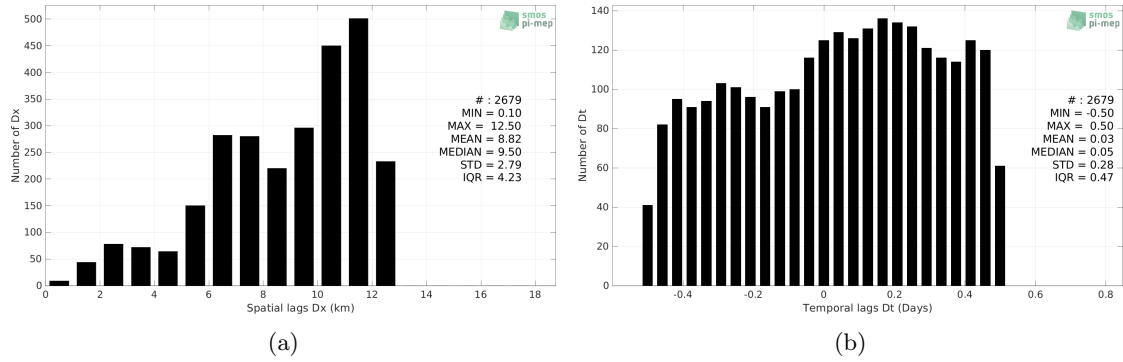 500
450
400
350
300
250
200
150
100
50
0
Number of Dx
0 2 4 6 8 10 12 14 16 18
Spatial lags Dx (km)
smos
pi-mep
# : 2679
MIN = 0.10
MAX = 12.50
MEAN = 8.82
MEDIAN = 9.50
STD = 2.79
IQR = 4.23
(a)
140
120
100
80
60
40
20
0
Number of Dt
-0.4 -0.2 0 0.2 0.4 0.6 0.8
Temporal lags Dt (Days)
smos
pi-mep
# : 2679
MIN = -0.50
MAX = 0.50
MEAN = 0.03
MEDIAN = 0.05
STD = 0.28
IQR = 0.47
(b)